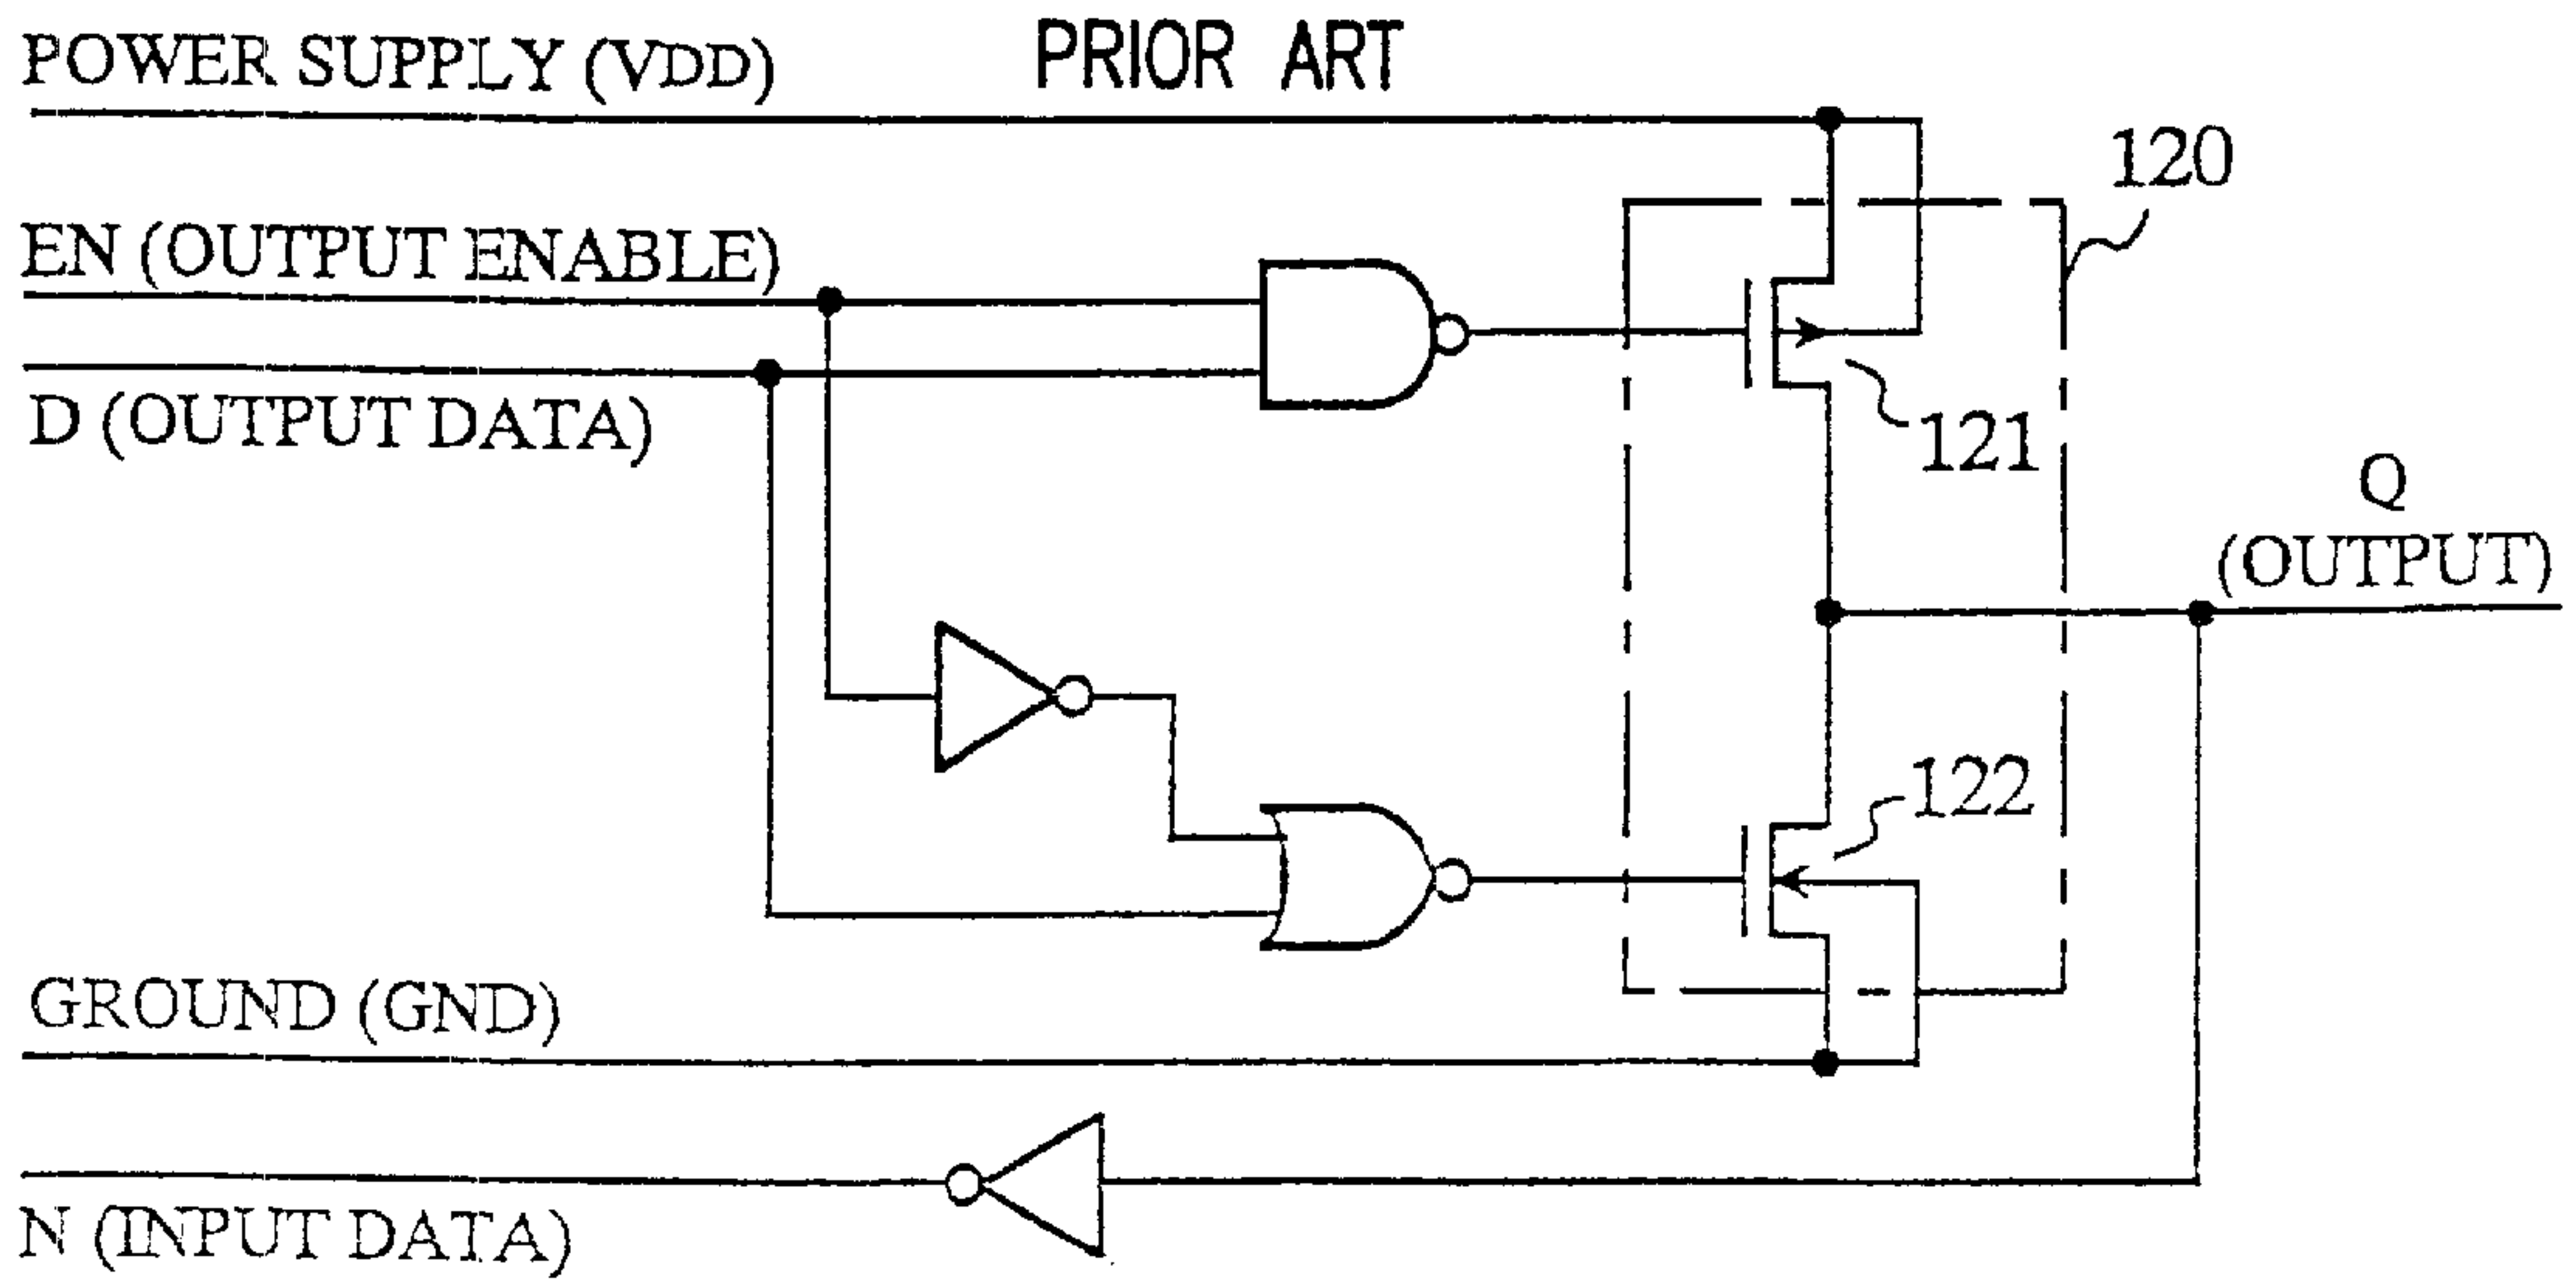 PRIOR ART
POWER SUPPLY (VDD)
120
EN (OUTPUT ENABLE)
D (OUTPUT DATA)
121
Q
(OUTPUT)
122
GROUND (GND)
N (INPUT DATA)